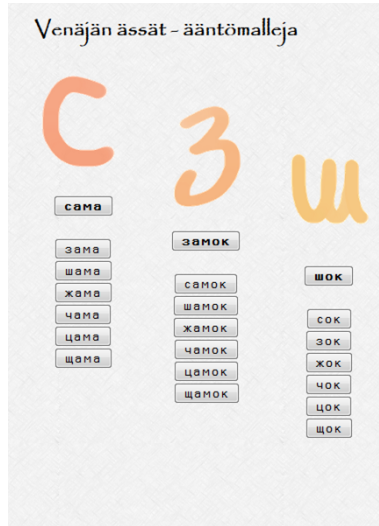 Venäjän ässät - ääntömalleja
С
сама
зама
шама
жама
чама
цама
щама
З
замок
самок
шамок
жамок
чамок
цамок
щамок
ш
шок
сок
зок
жок
чок
цок
щок